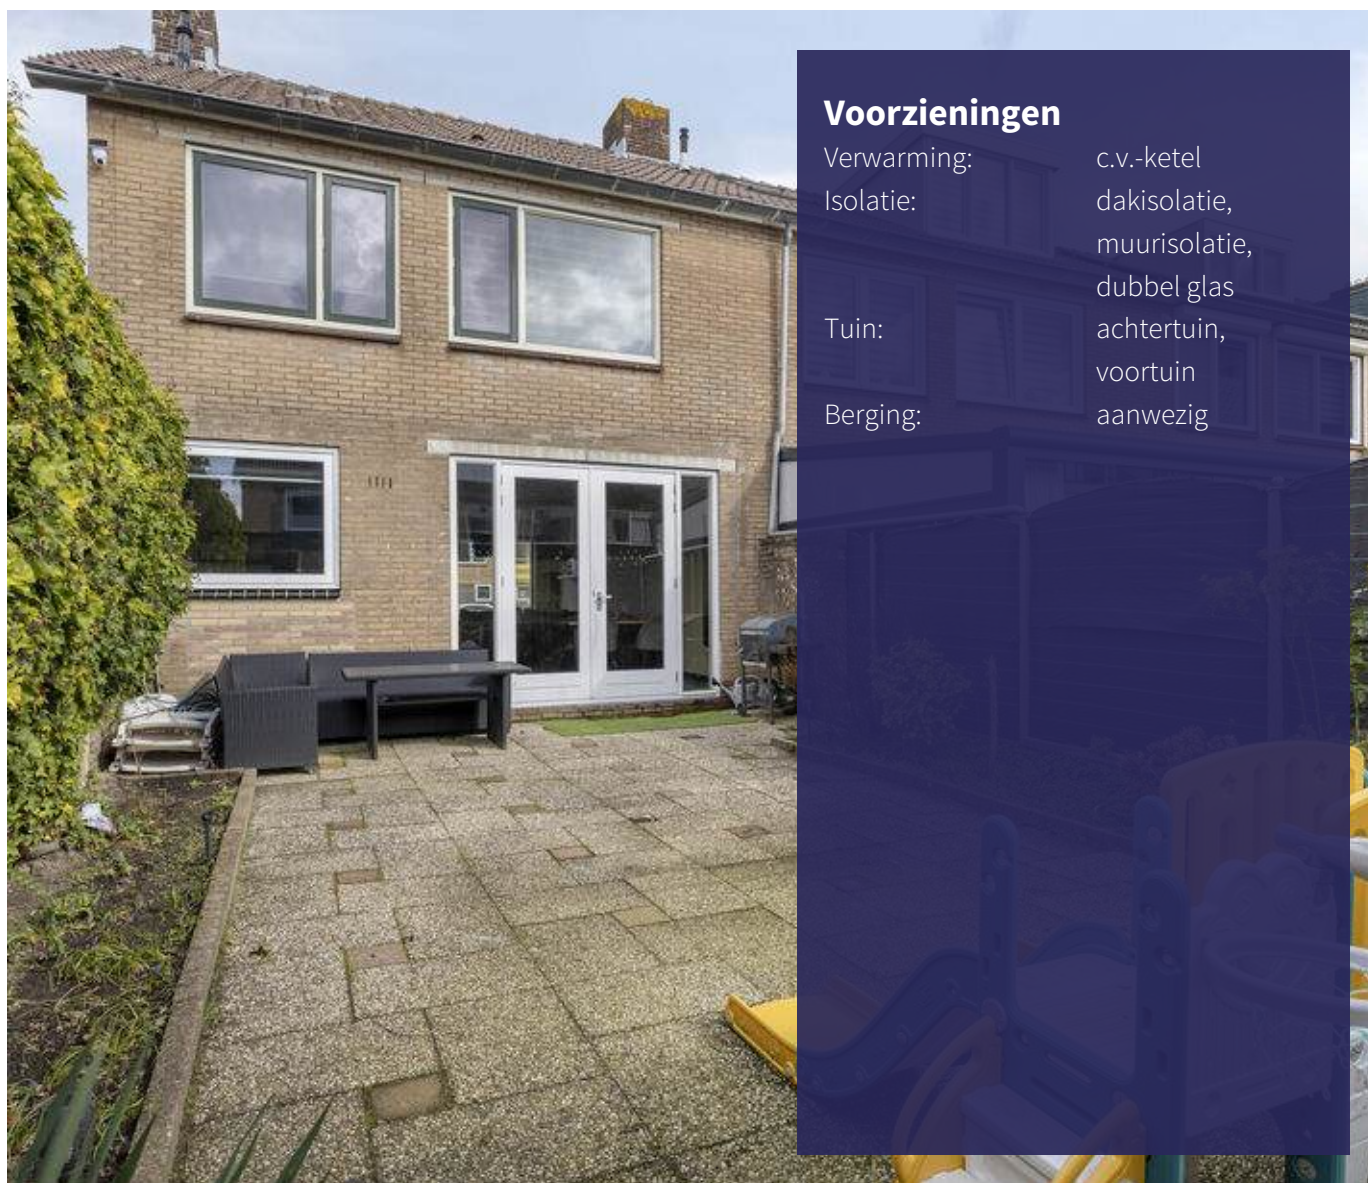 Voorzieningen
Verwarming: c.v.-ketel
Isolatie: dakisolatie,
muurisolatie,
dubbel glas
Tuin: achtertuin,
voortuin
Berging: aanwezig